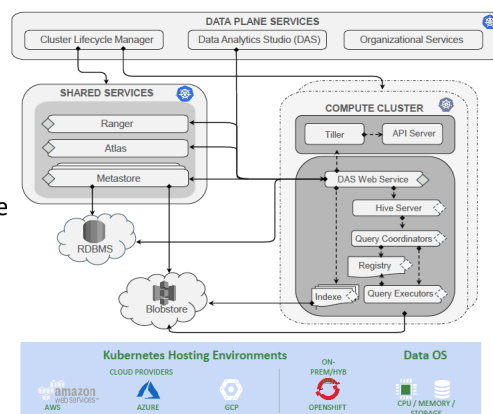 DATA PLANE SERVICES
Cluster Lifecycle Manager
Data Analytics Studio (DAS)
Organizational Services
SHARED SERVICES
Ranger
Atlas
Metastore
e
RDBMS
Blobstore
COMPUTE CLUSTER
Tiller
API Server
DAS Web Service
Hive Server
Query Coordinators
Registry
Indexe
Query Executors
Kubernetes Hosting Environments
Data OS
CLOUD PROVIDERS
ON-
PREM/HYB
amazon
webservices
AWS
AZURE
GCP
OPENSHIFT
CPU / MEMORY /
STORAGE